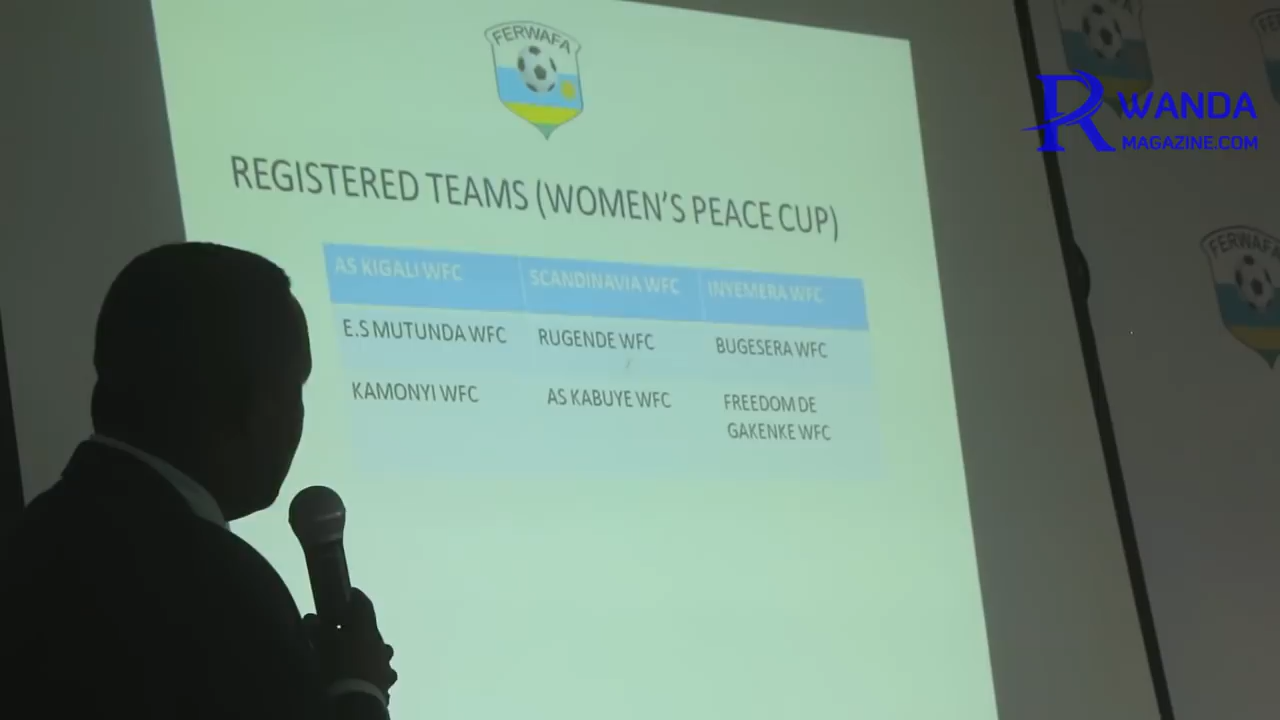 FERWAFA
RWANDA
MAGAZINE.COM
REGISTERED TEAMS (WOMEN'S PEACE CUP)
FERWAFA
AS KIGALI WFC SCANDINAVIA WFC INYEMERA WFC
E.S MUTUNDA WFC RUGENDE WFC BUGESERA WFC
KAMONYI WFC AS KABUYE WFC FREEDOM DE
GAKENKE WFC